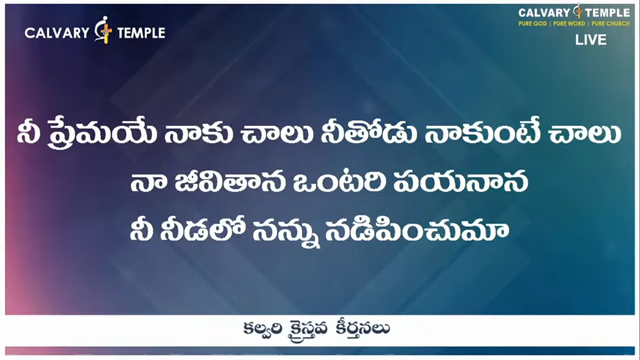 CALVARY TEMPLE
CALVARY TEMPLE
PURE GOD | PURE WORD | PURE CHURCH
LIVE
నీ ప్రేమయే నాకు చాలు నీతోడు నాకుంటే చాలు
నా జీవితాన ఒంటరి పయనాన
నీ నీడలో నన్ను నడిపించుమా
కల్వరి క్రైస్తవ కీర్తనలు